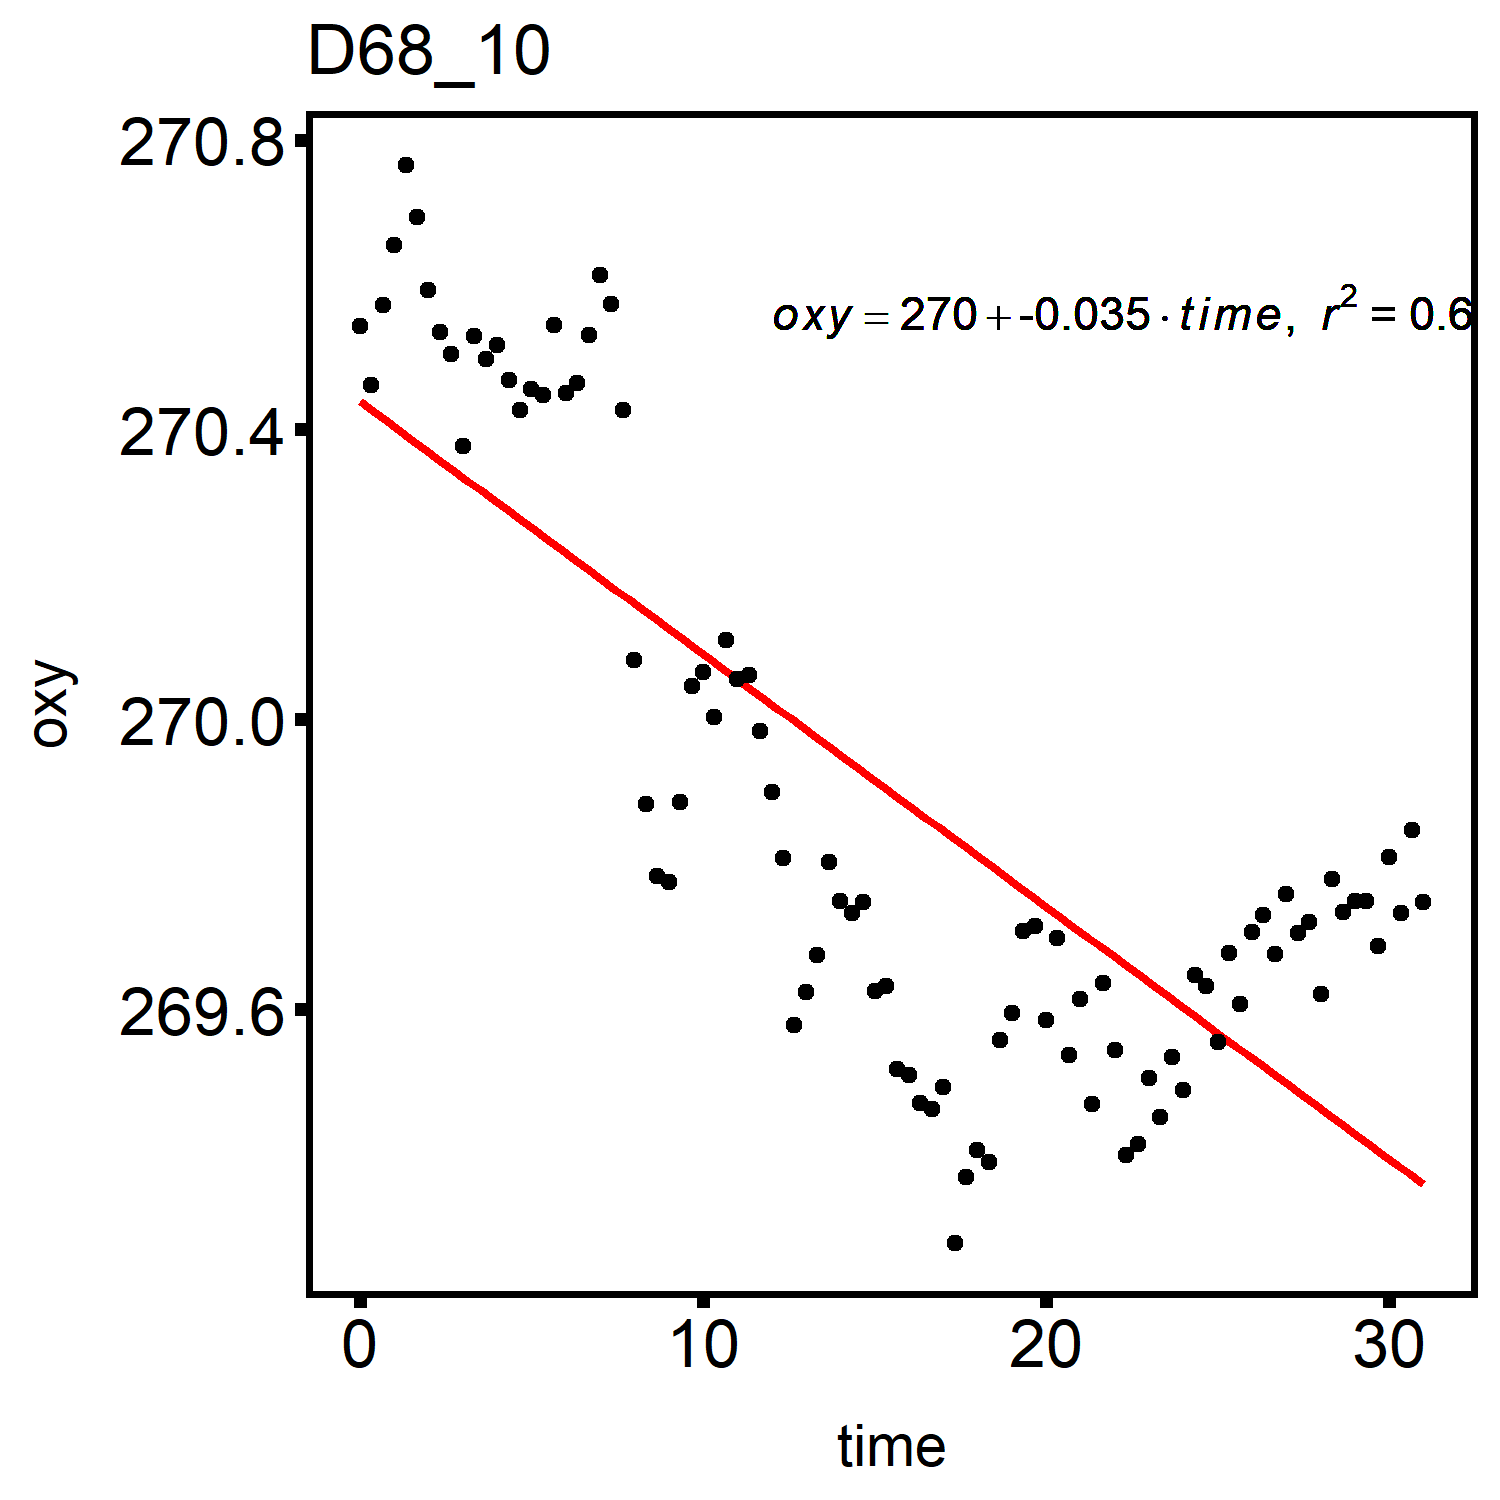 D68_10
270.8
oxy = 270 + -0.035 · time, r² = 0.6
270.4
270.0
269.6
oxy
0 10 20 30
time